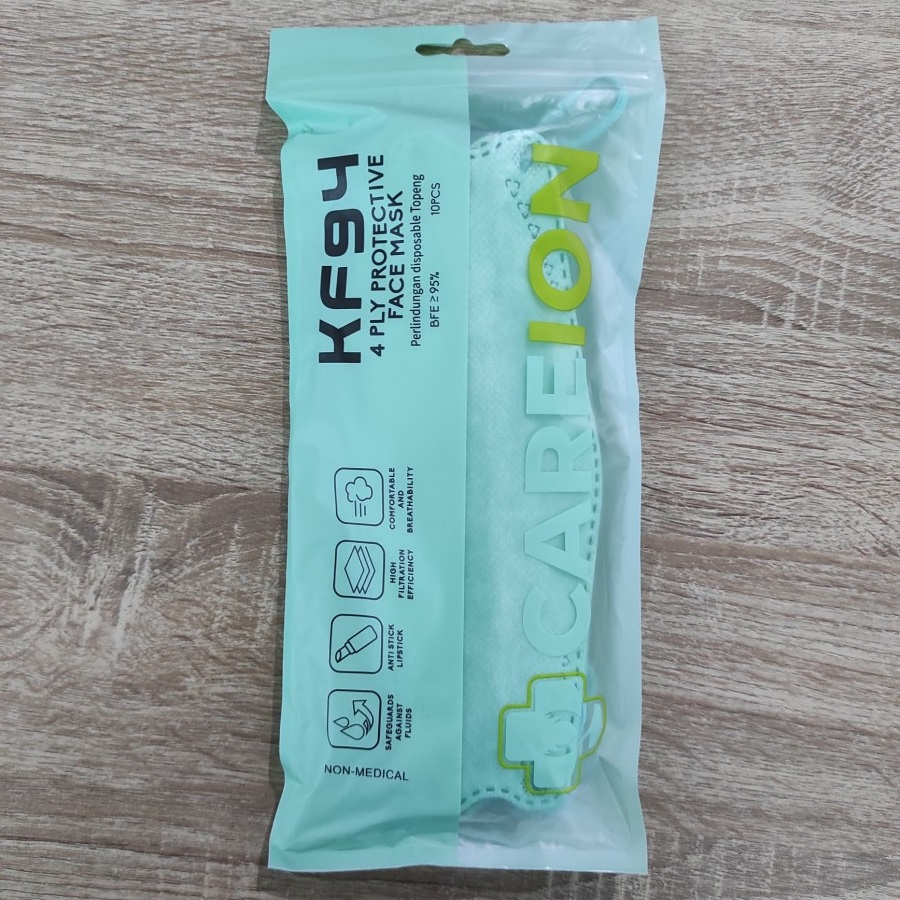 KF94
4 PLY PROTECTIVE
FACE MASK
Perlindungan disposable Topeng
BFE ≥ 95% 10PCS
CAREION
SAFEGUARDS
AGAINST
FLUIDS
ANTI STICK
LIPSTICK
HIGH
FILTRATION
EFFICIENCY
COMFORTABLE
AND
BREATHABILITY
NON-MEDICAL